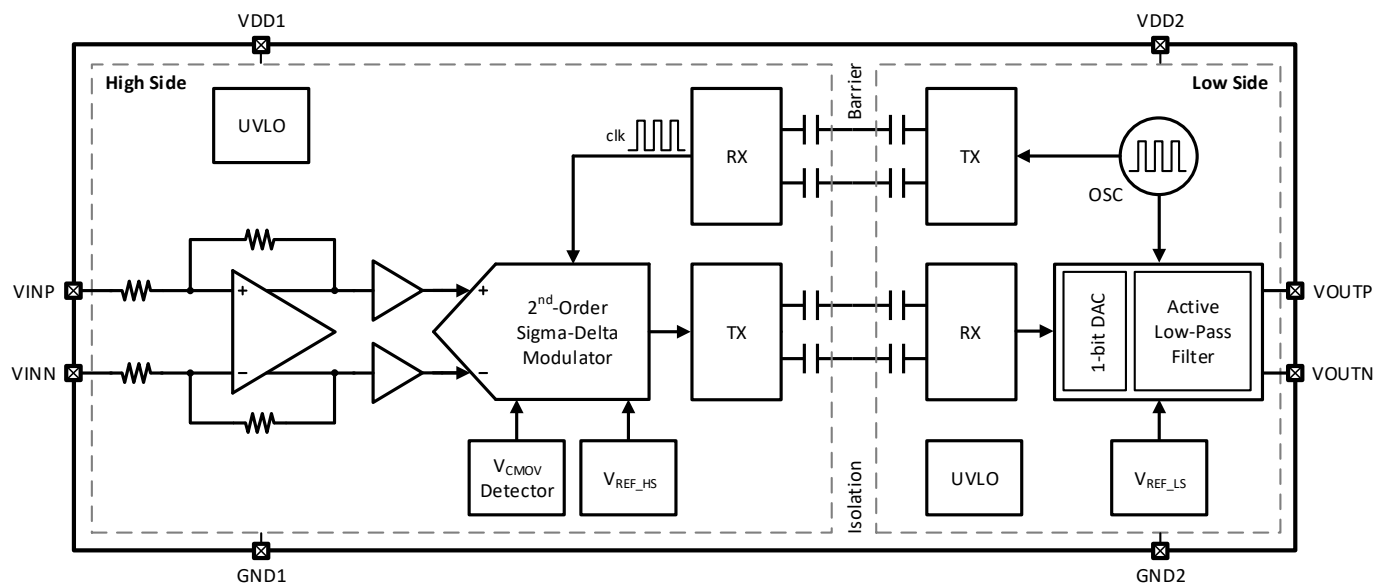 VDD1
VDD2
High Side
Barrier
Low Side
UVLO
clk
RX
TX
OSC
VINP
+
+
2nd-Order
Sigma-Delta
Modulator
TX
RX
1-bit DAC
Active
Low-Pass
Filter
VOUTP
VINN
−
−
VOUTN
VCMOV
Detector
VREF_HS
Isolation
UVLO
VREF_LS
GND1
GND2